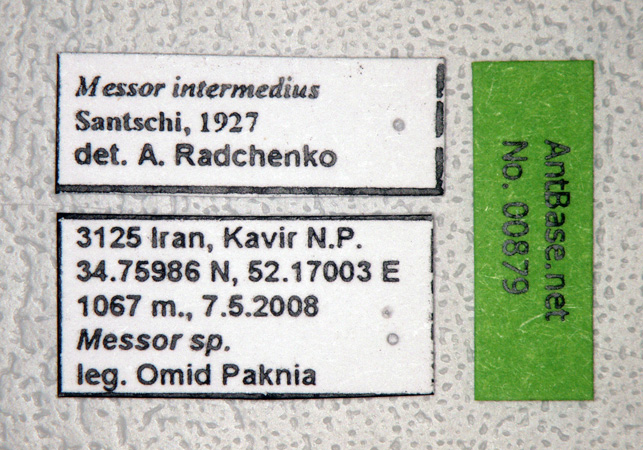 Messor intermedius
Santschi, 1927
det. A. Radchenko
3125 Iran, Kavir N.P.
34.75986 N, 52.17003 E
1067 m., 7.5.2008
Messor sp.
leg. Omid Paknia
AntBase.net
No. 00879